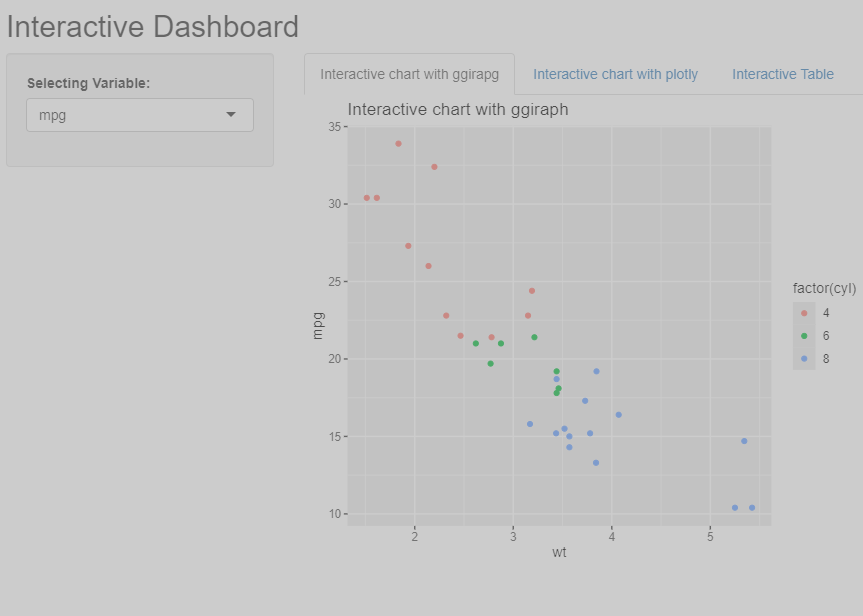 Interactive Dashboard
Selecting Variable:
mpg
Interactive chart with ggirapg
Interactive chart with plotly
Interactive Table
Interactive chart with ggiraph
35
30
25
20
15
10
mpg
2
3
4
5
wt
factor(cyl)
4
6
8